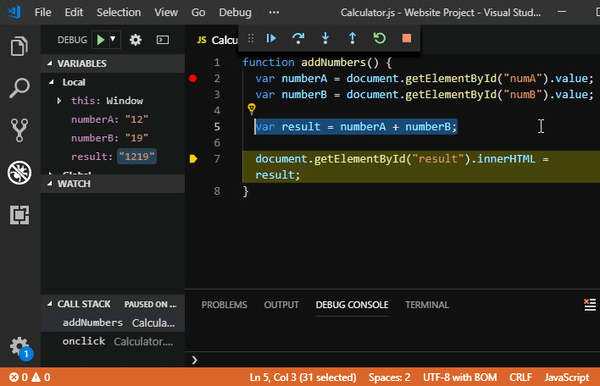 File Edit View Go Debug ··· Calculator.js - Website Project - Visual Stud...
DEBUG
VARIABLES
Local
this: Window
numberA: "12"
numberB: "19"
result: "1219"
WATCH
CALL STACK PAUSED ON ...
addNumbers Calcula...
onclick Calculator....
JS Calcu
1 function addNumbers() {
2 var numberA = document.getElementById("numA").value;
3 var numberB = document.getElementById("numB").value;
4
5 var result = numberA + numberB;
6
7 document.getElementById("result").innerHTML =
result;
8 }
PROBLEMS OUTPUT DEBUG CONSOLE TERMINAL
1
0 0 Ln 5, Col 3 (31 selected) Spaces: 2 UTF-8 with BOM CRLF JavaScript